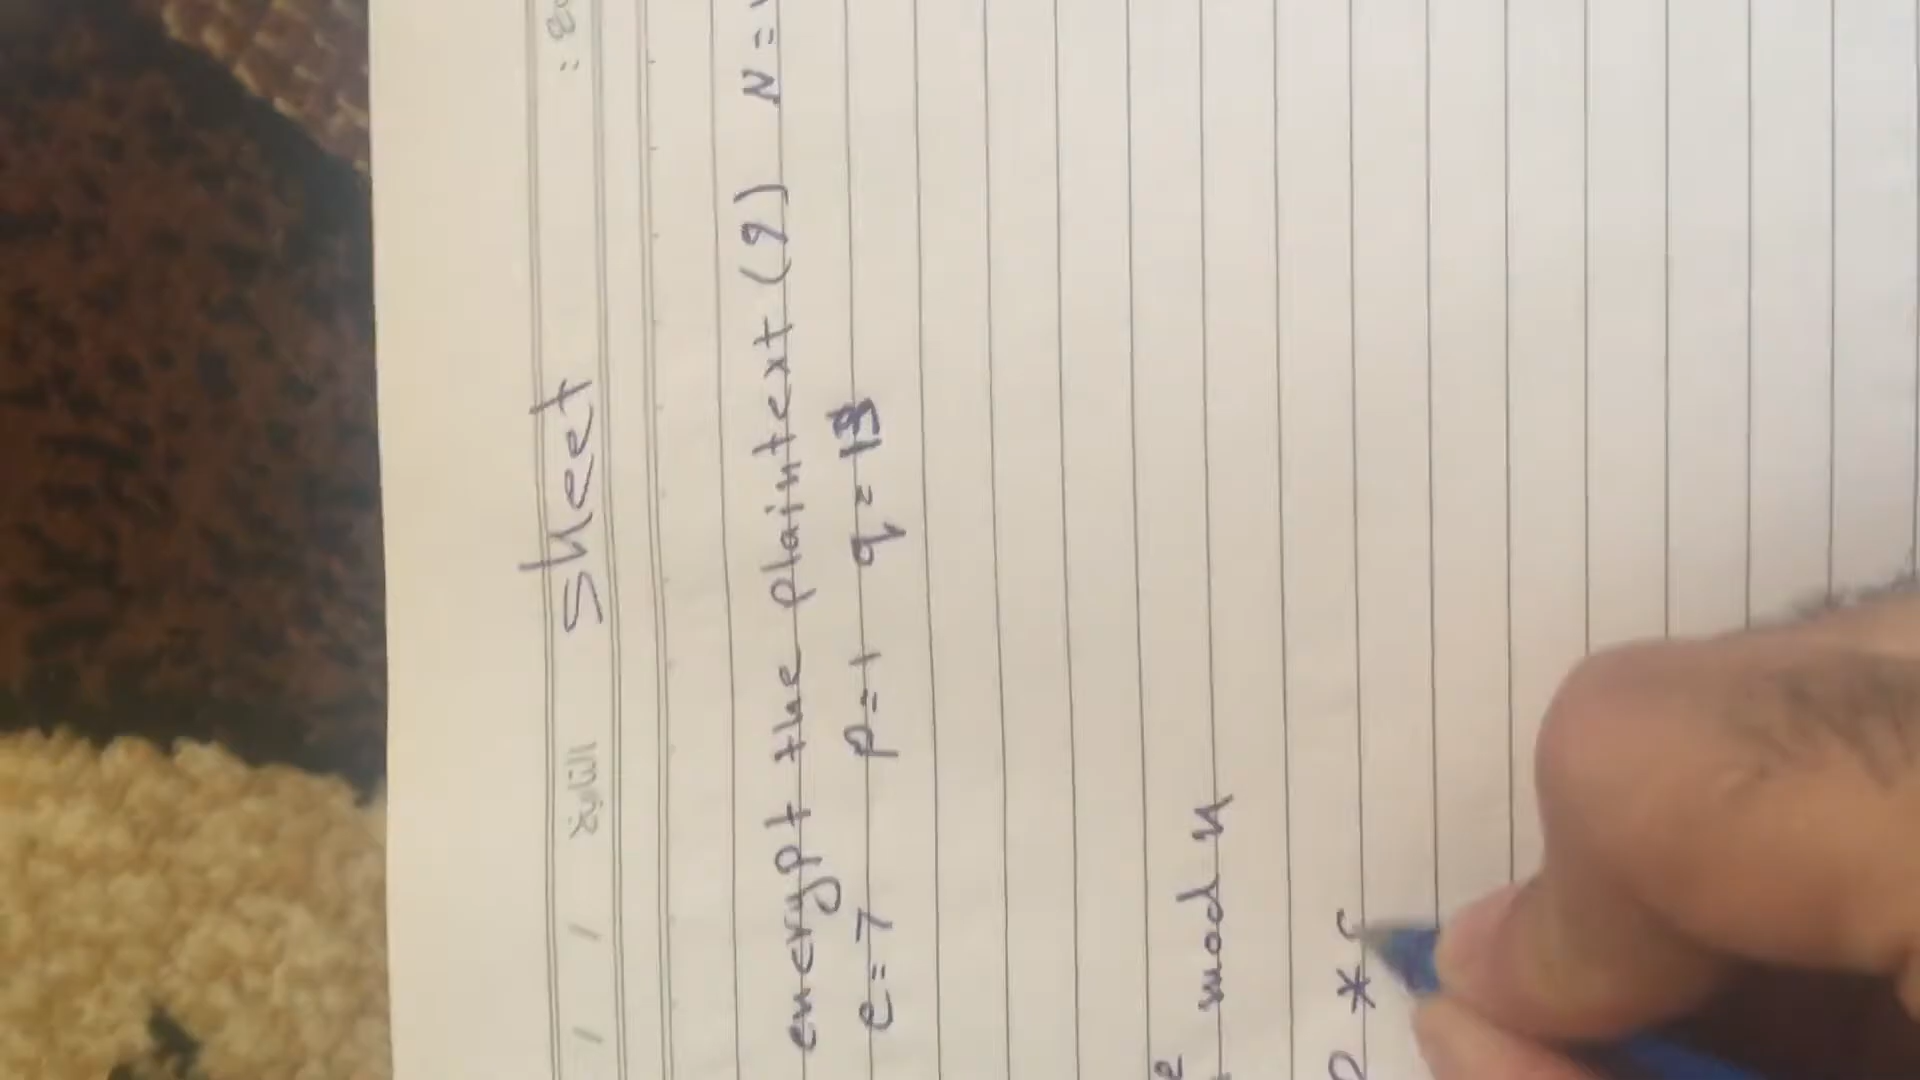 التاريخ / / sheet
encrypt the plaintext (9) N =
e = 7 p = 1 q = 13
e mod n
P *